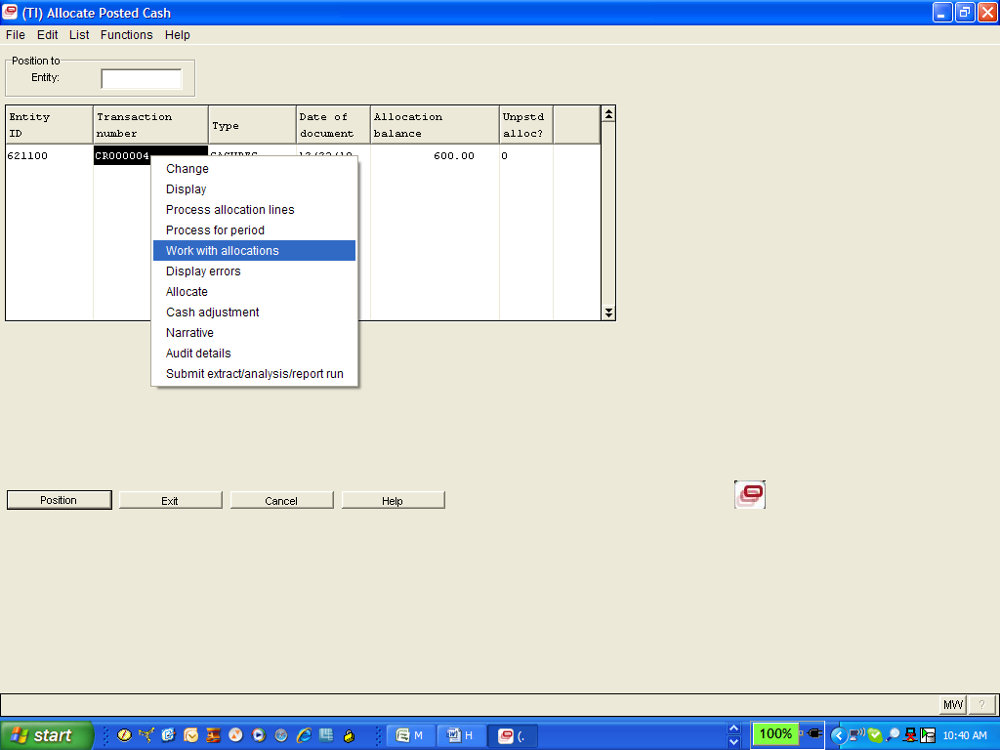 (TI) Allocate Posted Cash
File Edit List Functions Help
Position to
Entity:
Entity ID Transaction number Type Date of document Allocation balance Unpstd alloc?
621100 CR000004 600.00 0
Change
Display
Process allocation lines
Process for period
Work with allocations
Display errors
Allocate
Cash adjustment
Narrative
Audit details
Submit extract/analysis/report run
Position Exit Cancel Help
MW ?
start M H (. 100% 10:40 AM